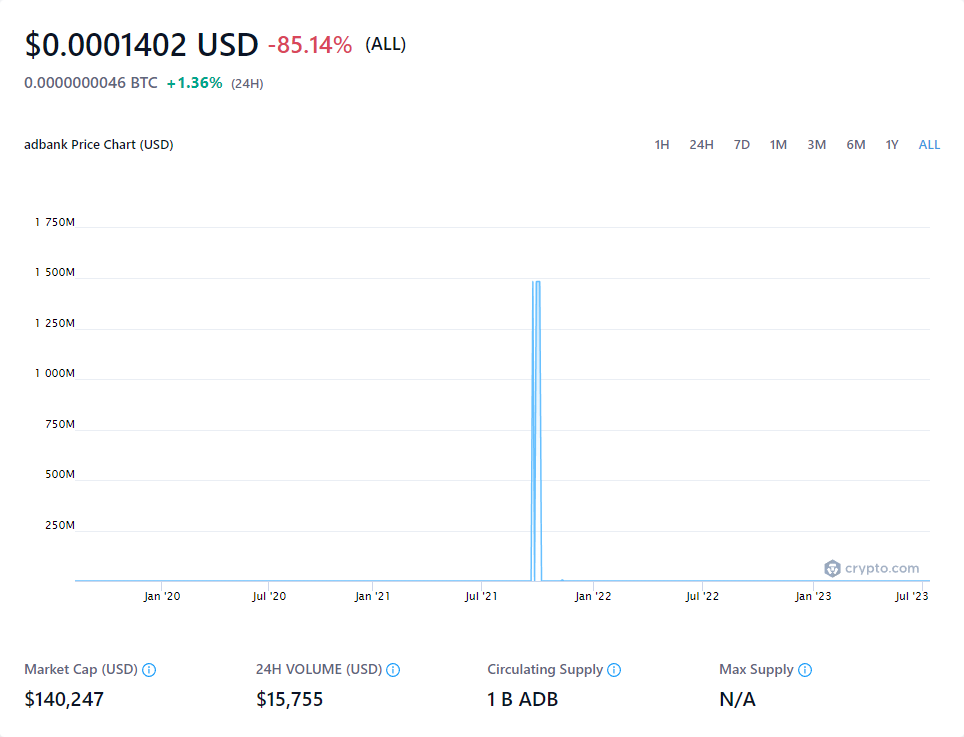 $0.0001402 USD -85.14% (ALL)
0.0000000046 BTC +1.36% (24H)
adbank Price Chart (USD) 1H 24H 7D 1M 3M 6M 1Y ALL
1 750M
1 500M
1 250M
1 000M
750M
500M
250M
crypto.com
Jan '20 Jul '20 Jan '21 Jul '21 Jan '22 Jul '22 Jan '23 Jul '23
Market Cap (USD) 24H VOLUME (USD) Circulating Supply Max Supply
$140,247 $15,755 1 B ADB N/A